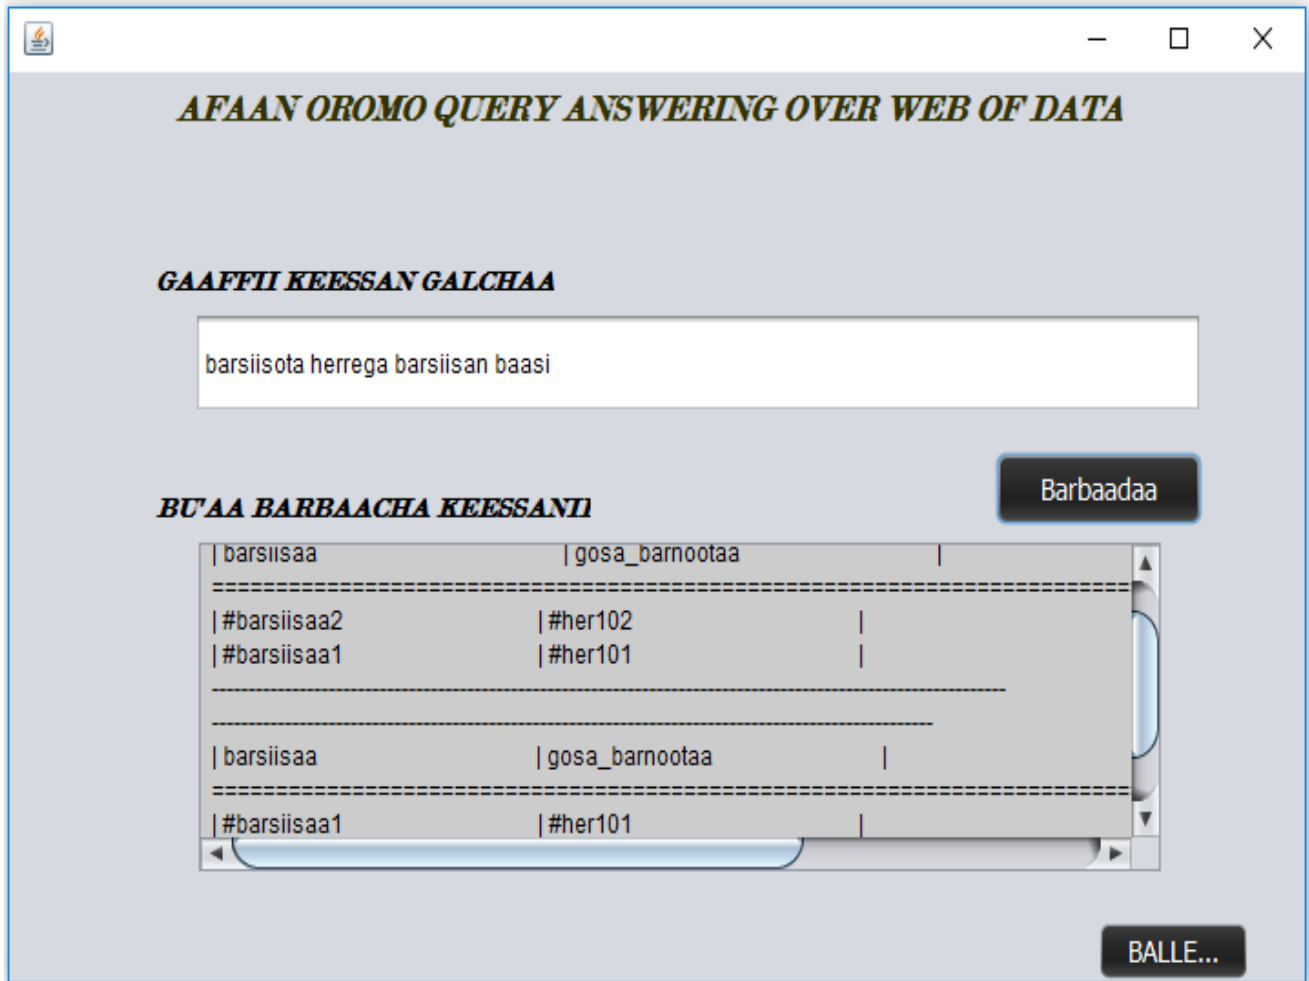 AFAAN OROMO QUERY ANSWERING OVER WEB OF DATA
GAAFFII KEESSAN GALCHAA
barsiisota herrega barsiisan baasi
Barbaadaa
BU'AA BARBAACHA KEESSANII
| barsiisaa | gosa_barnootaa |
==========================================================================
| #barsiisaa2 | #her102 |
| #barsiisaa1 | #her101 |
--------------------------------------------------------------------------
--------------------------------------------------------------------------
| barsiisaa | gosa_barnootaa |
==========================================================================
| #barsiisaa1 | #her101 |
BALLE...